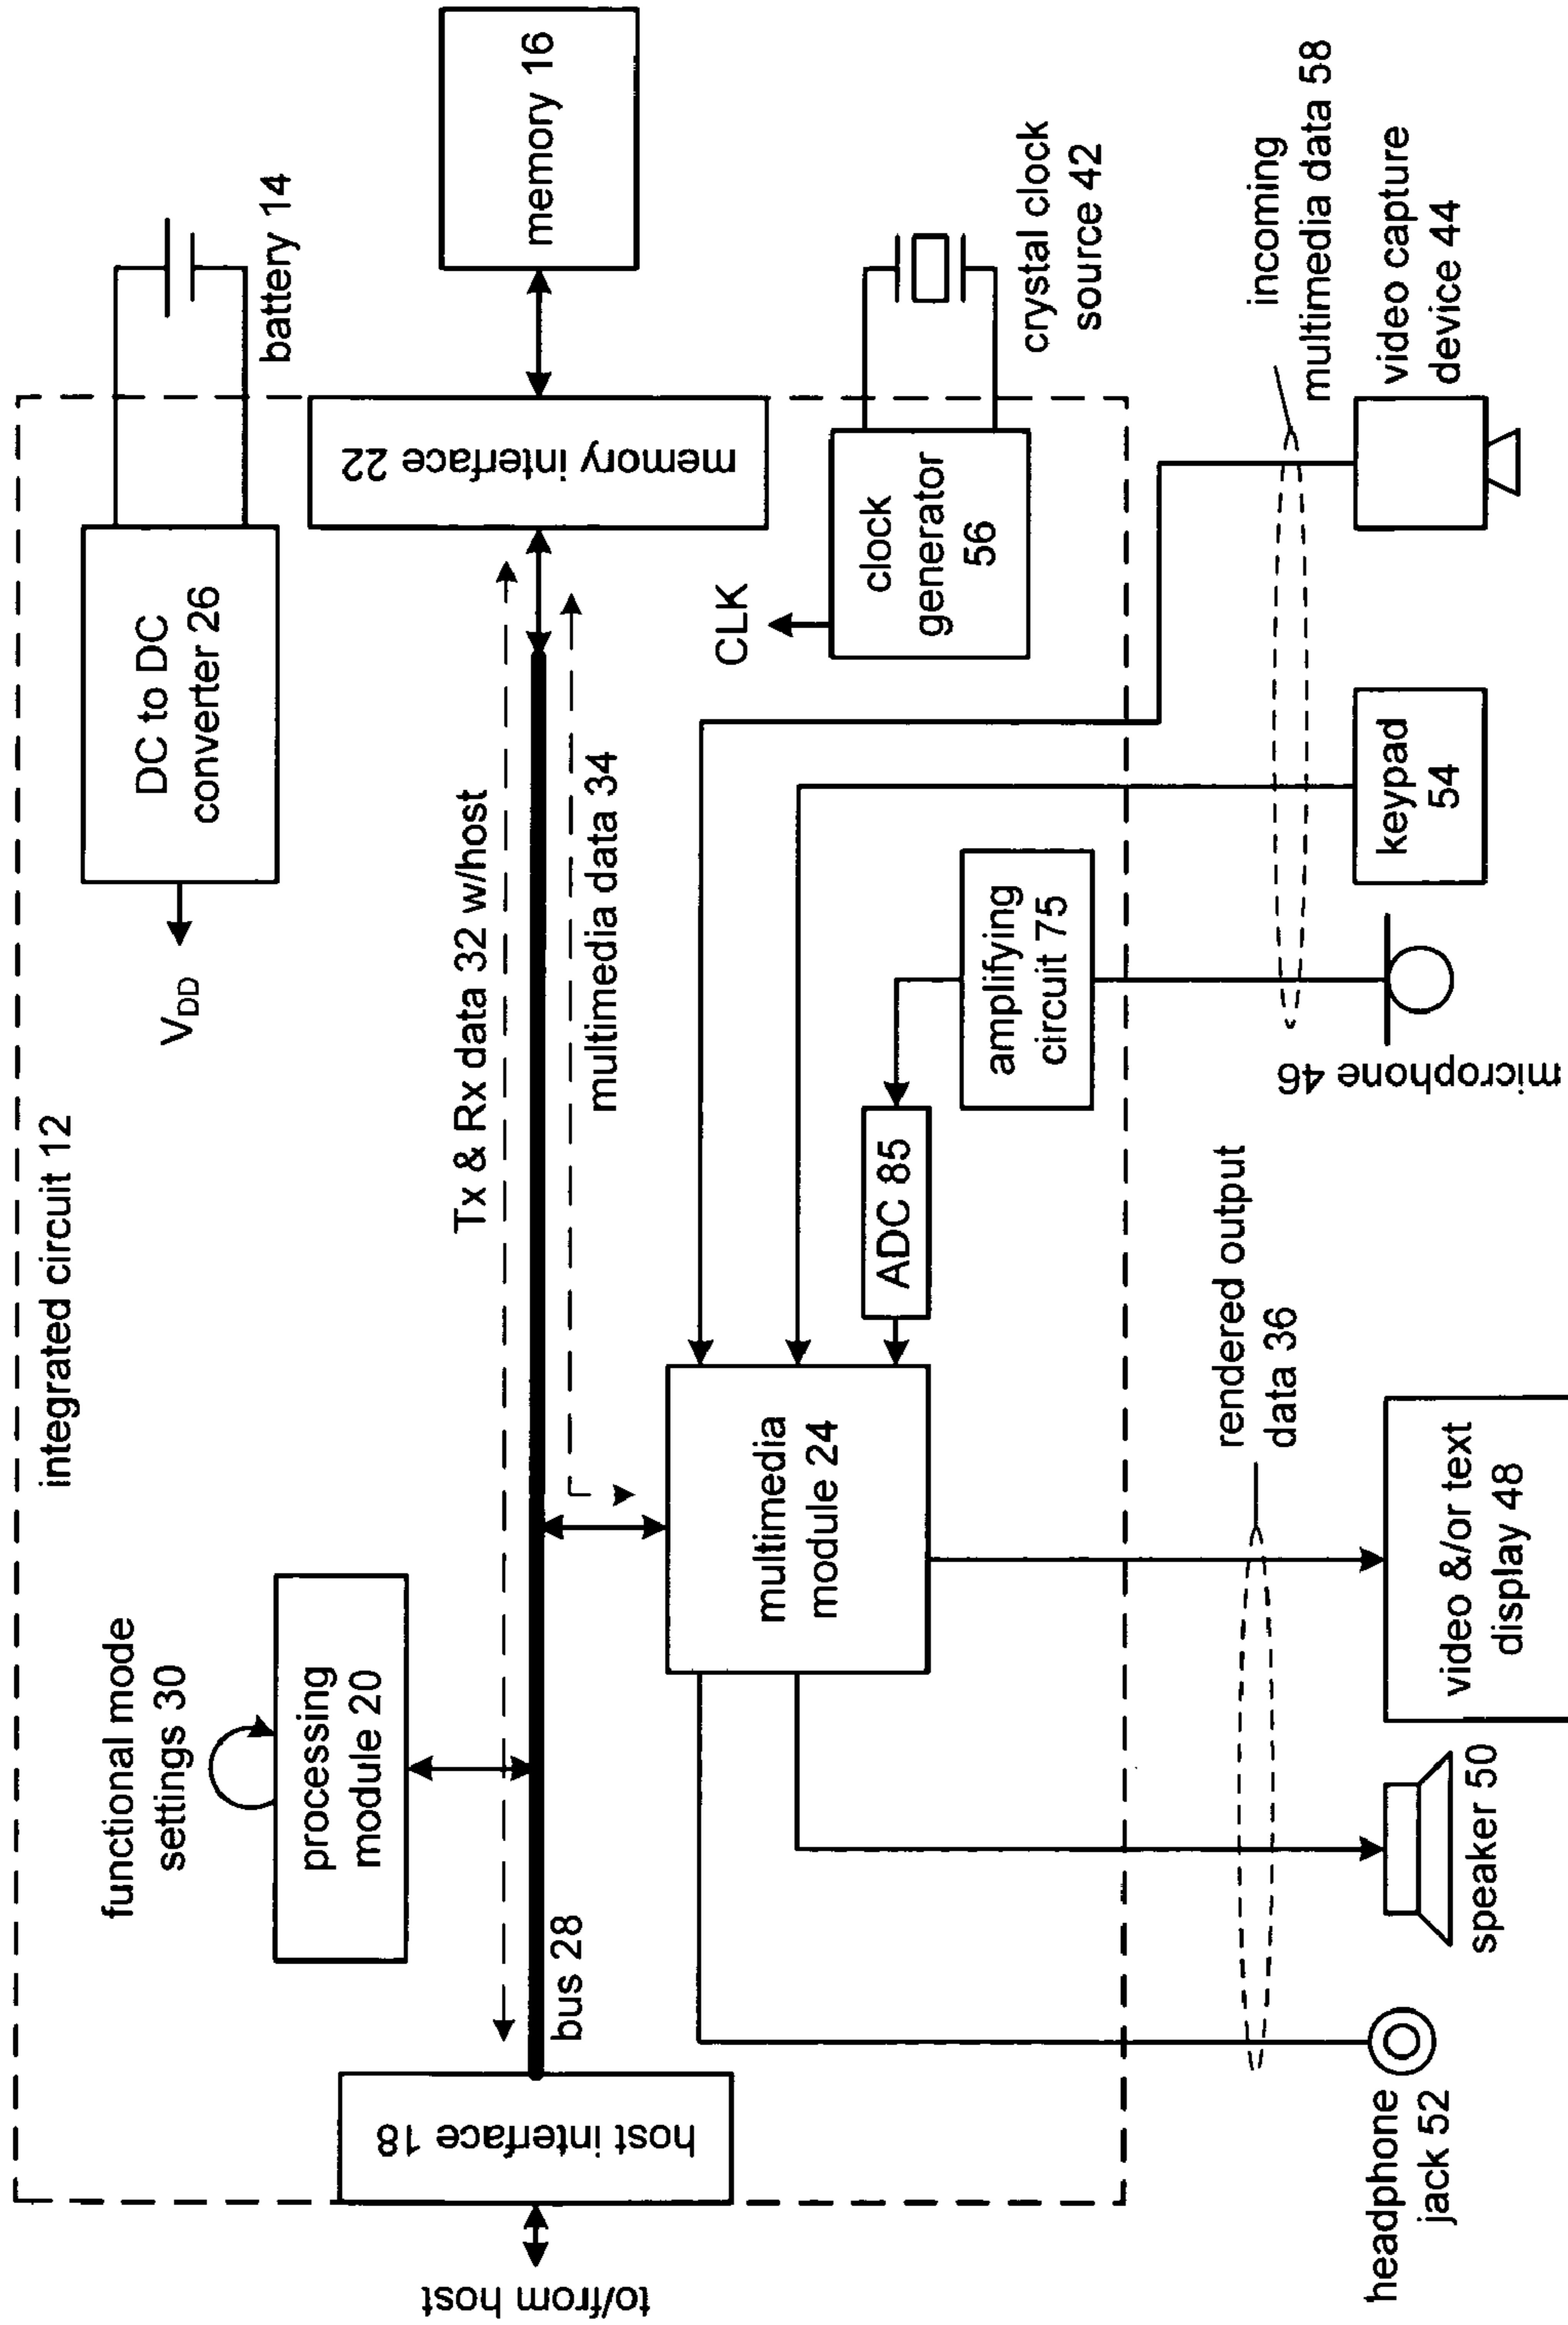 integrated circuit 12
functional mode
settings 30
processing
module 20
V_DD
DC to DC
converter 26
battery 14
host interface 18
to/from host
bus 28
Tx & Rx data 32 w/host
multimedia data 34
memory interface 22
memory 16
multimedia
module 24
ADC 85
amplifying
circuit 75
CLK
clock
generator
56
crystal clock
source 42
rendered output
data 36
incoming
multimedia data 58
headphone
jack 52
speaker 50
video &/or text
display 48
microphone 46
keypad
54
video capture
device 44